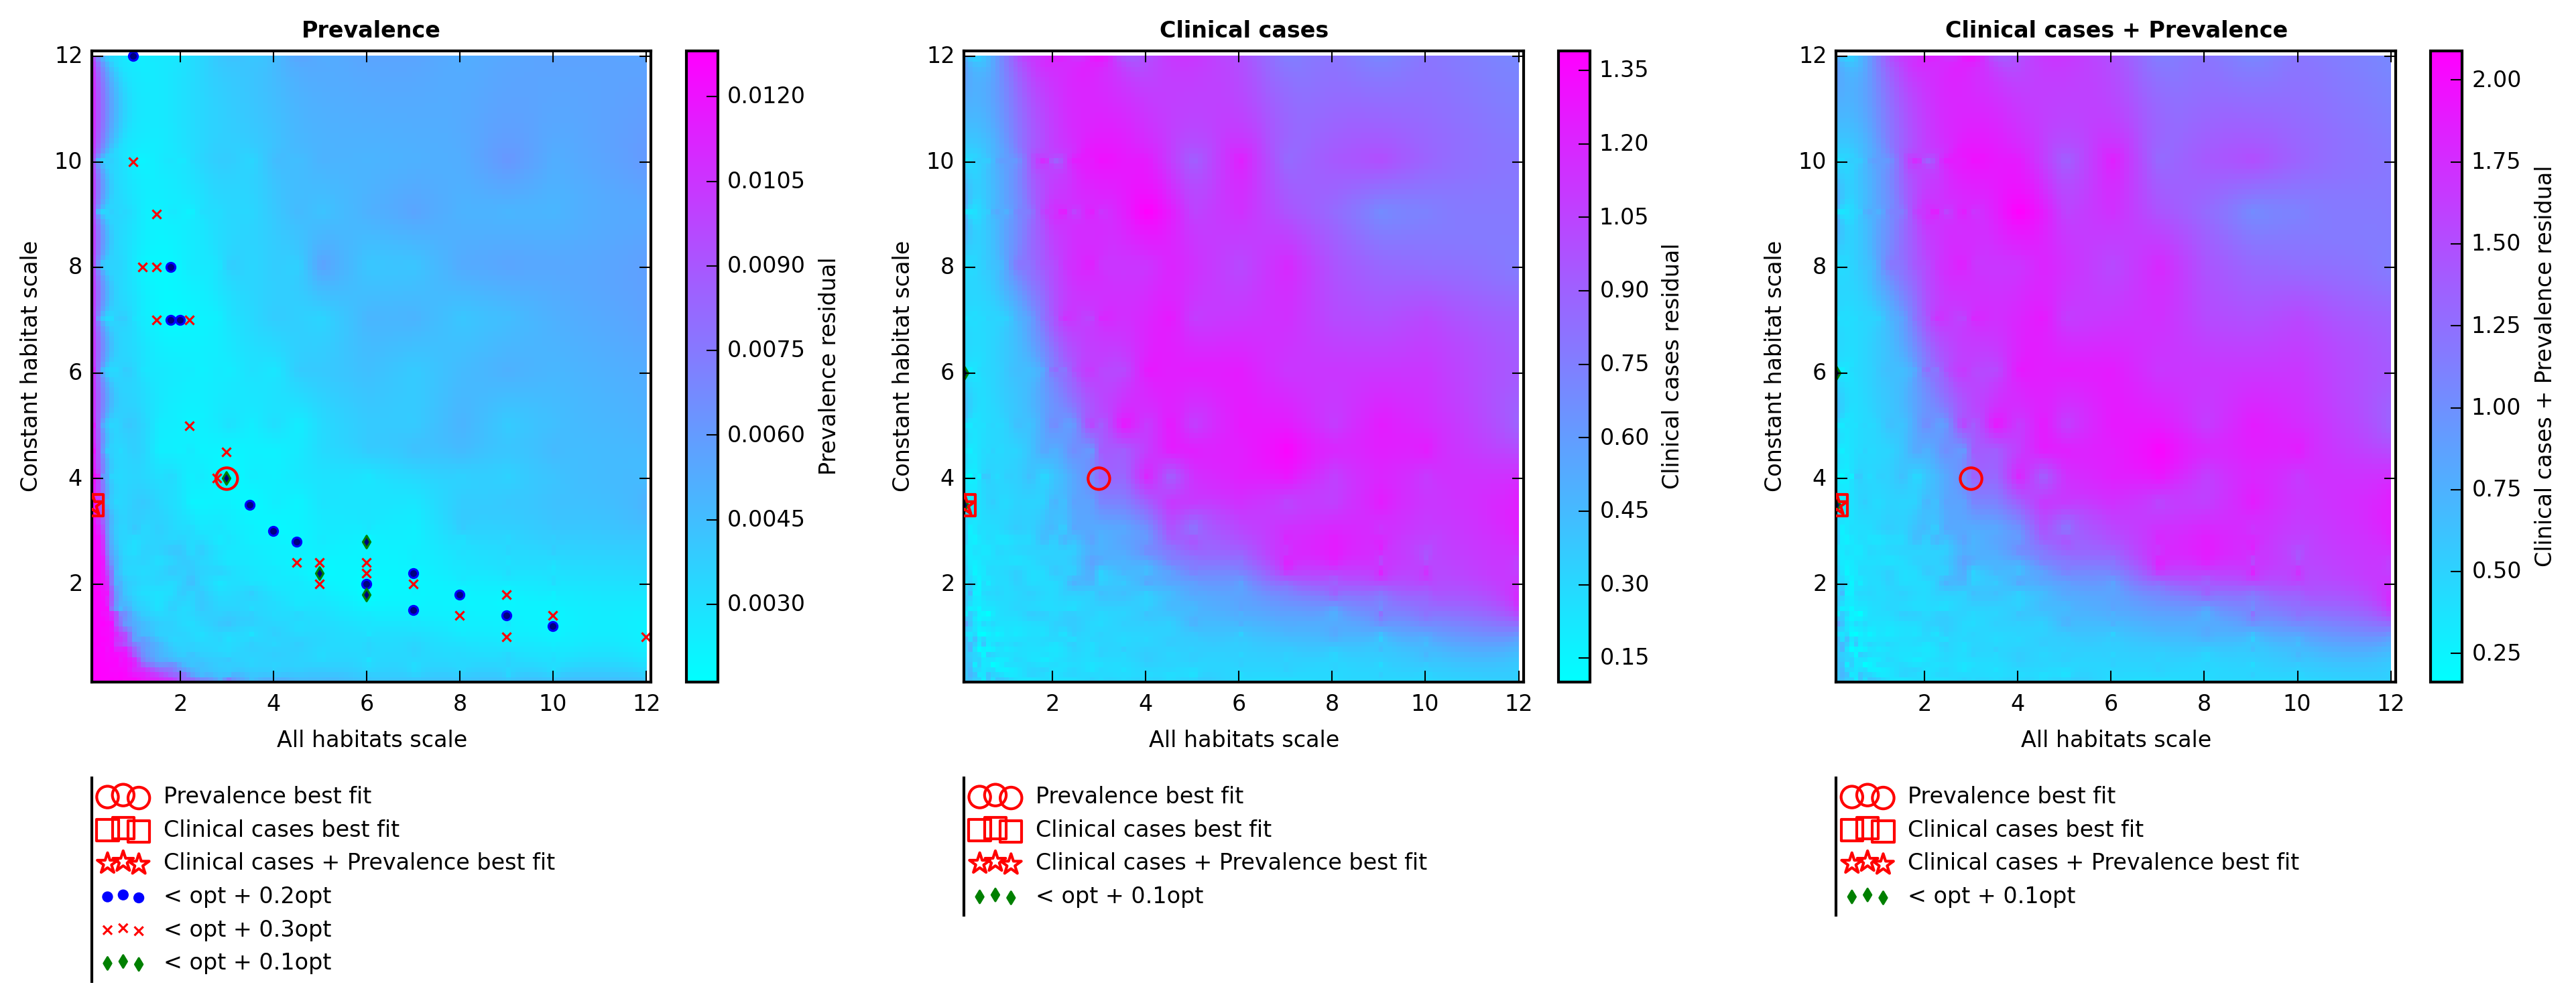 Prevalence
12
10
8
6
4
2
2 4 6 8 10 12
Constant habitat scale
All habitats scale
0.0120
0.0105
0.0090
0.0075
0.0060
0.0045
0.0030
Prevalence residual
Prevalence best fit
Clinical cases best fit
Clinical cases + Prevalence best fit
< opt + 0.2opt
< opt + 0.3opt
< opt + 0.1opt
Clinical cases
12
10
8
6
4
2
2 4 6 8 10 12
Constant habitat scale
All habitats scale
1.35
1.20
1.05
0.90
0.75
0.60
0.45
0.30
0.15
Clinical cases residual
Prevalence best fit
Clinical cases best fit
Clinical cases + Prevalence best fit
< opt + 0.1opt
Clinical cases + Prevalence
12
10
8
6
4
2
2 4 6 8 10 12
Constant habitat scale
All habitats scale
2.00
1.75
1.50
1.25
1.00
0.75
0.50
0.25
Clinical cases + Prevalence residual
Prevalence best fit
Clinical cases best fit
Clinical cases + Prevalence best fit
< opt + 0.1opt